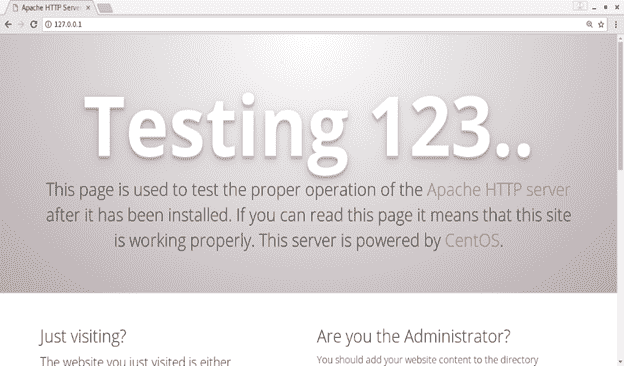 Apache HTTP Server
127.0.0.1
Testing 123..
This page is used to test the proper operation of the Apache HTTP server
after it has been installed. If you can read this page it means that this site
is working properly. This server is powered by CentOS.
Just visiting?
The website you just visited is either
Are you the Administrator?
You should add your website content to the directory